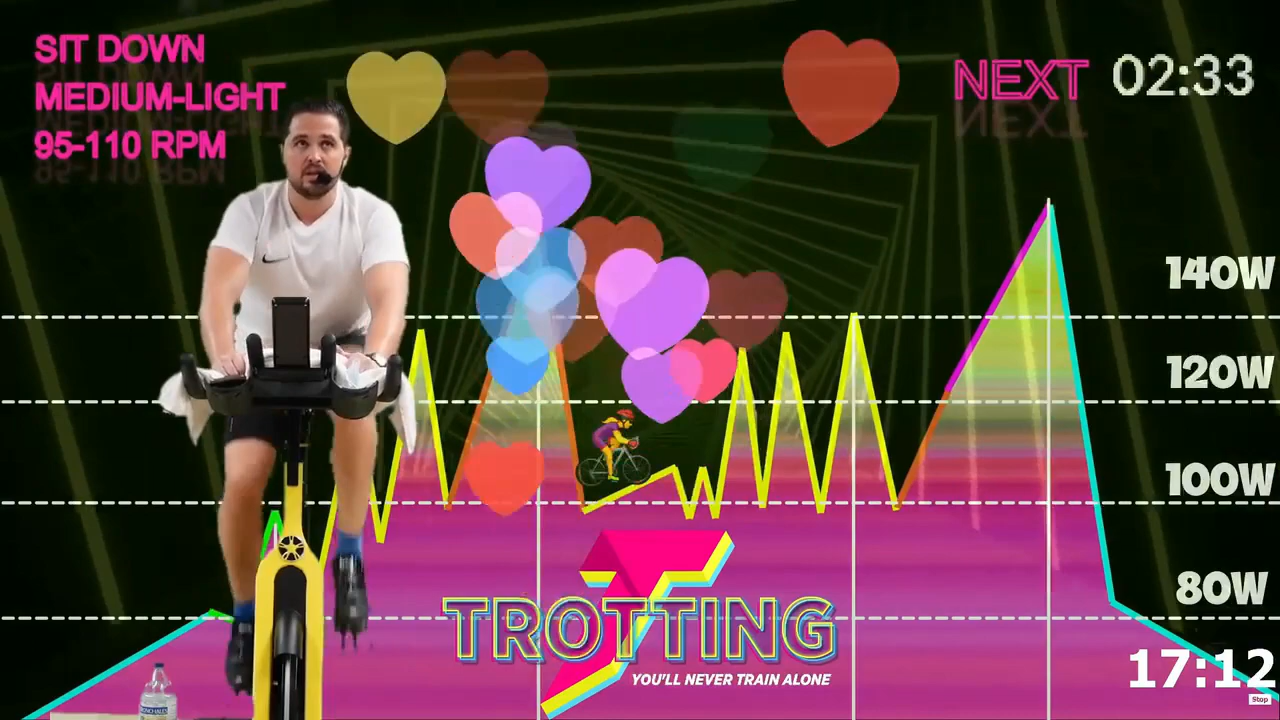 SIT DOWN
MEDIUM-LIGHT
95-110 RPM
NEXT 02:33
140W
120W
100W
80W
TROTTING
YOU'LL NEVER TRAIN ALONE
17:12
Stop